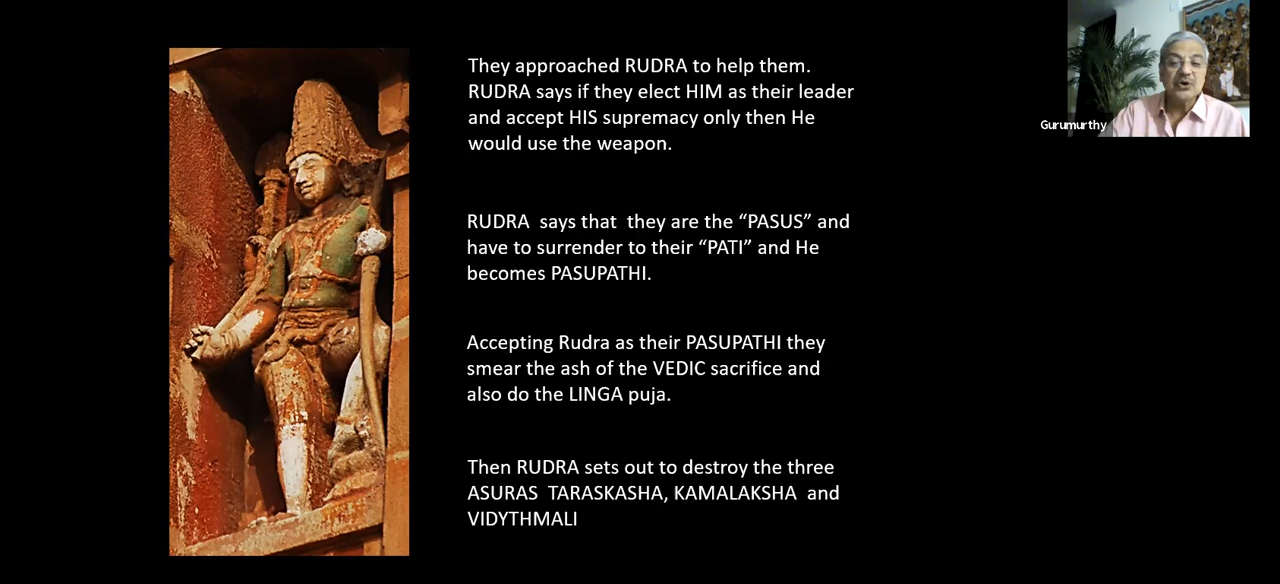 They approached RUDRA to help them.
RUDRA says if they elect HIM as their leader
and accept HIS supremacy only then He
would use the weapon.
RUDRA says that they are the “PASUS” and
have to surrender to their “PATI” and He
becomes PASUPATHI.
Accepting Rudra as their PASUPATHI they
smear the ash of the VEDIC sacrifice and
also do the LINGA puja.
Then RUDRA sets out to destroy the three
ASURAS TARASKASHA, KAMALAKSHA and
VIDYTHMALI
Gurumurthy